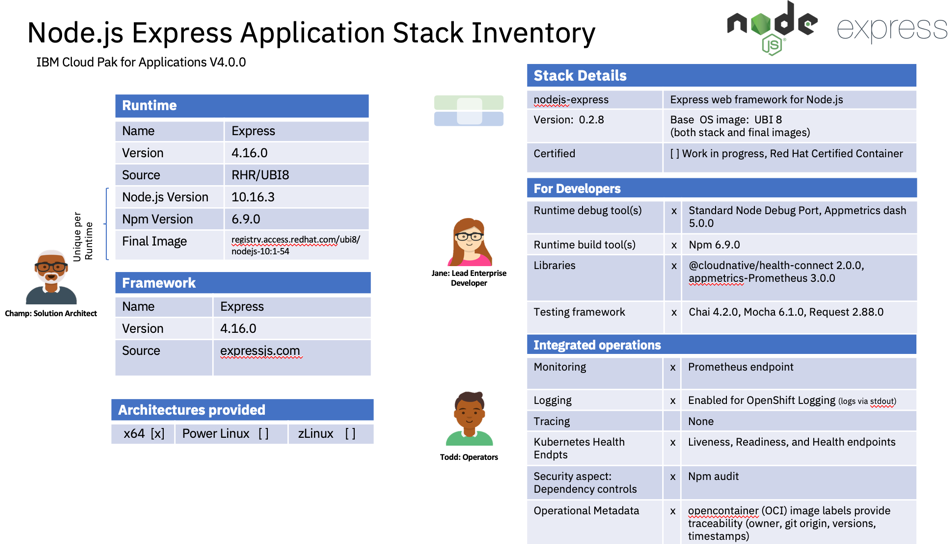 Node.js Express Application Stack Inventory
node
JS
express
IBM Cloud Pak for Applications V4.0.0
Runtime
Name Express
Version 4.16.0
Source RHR/UBI8
Node.js Version 10.16.3
Npm Version 6.9.0
Final Image registry.access.redhat.com/ubi8/
nodejs-10:1-54
Unique per
Runtime
Champ: Solution Architect
Framework
Name Express
Version 4.16.0
Source expressjs.com
Architectures provided
x64 [x] Power Linux [ ] zLinux [ ]
Jane: Lead Enterprise
Developer
Todd: Operators
Stack Details
nodejs-express Express web framework for Node.js
Version: 0.2.8 Base OS image: UBI 8
(both stack and final images)
Certified [ ] Work in progress, Red Hat Certified Container
For Developers
Runtime debug tool(s) x Standard Node Debug Port, Appmetrics dash
5.0.0
Runtime build tool(s) x Npm 6.9.0
Libraries x @cloudnative/health-connect 2.0.0,
appmetrics-Prometheus 3.0.0
Testing framework x Chai 4.2.0, Mocha 6.1.0, Request 2.88.0
Integrated operations
Monitoring x Prometheus endpoint
Logging x Enabled for OpenShift Logging (logs via stdout)
Tracing None
Kubernetes Health x Liveness, Readiness, and Health endpoints
Endpts
Security aspect: x Npm audit
Dependency controls
Operational Metadata x opencontainer (OCI) image labels provide
traceability (owner, git origin, versions,
timestamps)